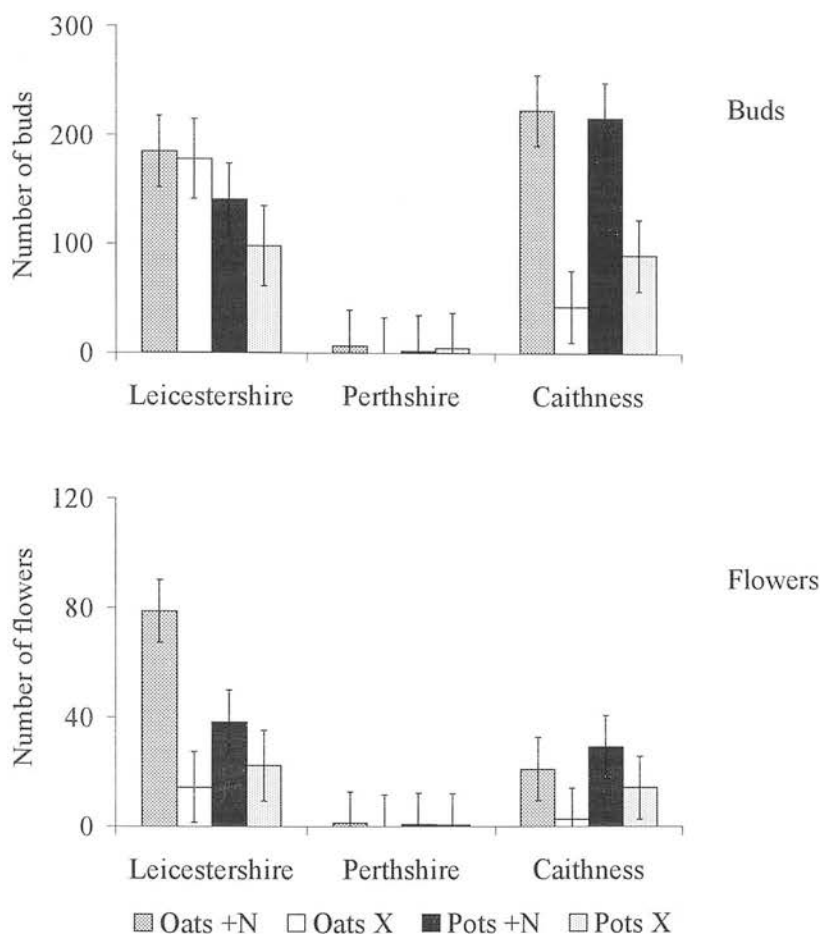 300
200
100
0
Number of buds
Buds
Leicestershire Perthshire Caithness
120
80
40
0
Number of flowers
Flowers
Leicestershire Perthshire Caithness
Oats +N Oats X Pots +N Pots X